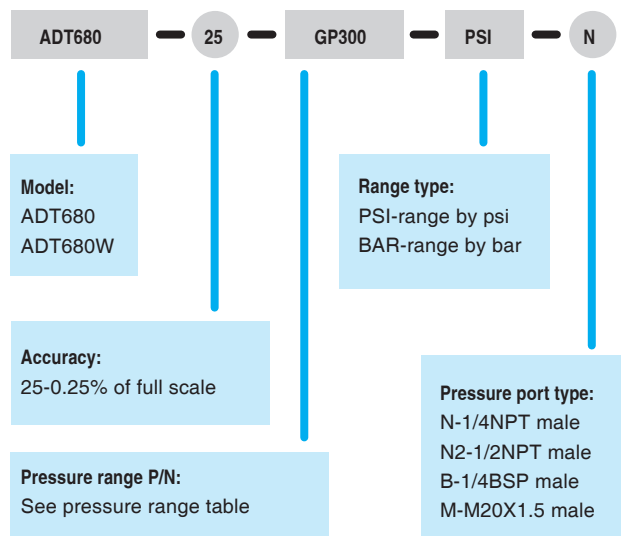 ADT680 25 GP300 PSI N
Model:
ADT680
ADT680W
Range type:
PSI-range by psi
BAR-range by bar
Accuracy:
25-0.25% of full scale
Pressure port type:
N-1/4NPT male
N2-1/2NPT male
B-1/4BSP male
M-M20X1.5 male
Pressure range P/N:
See pressure range table